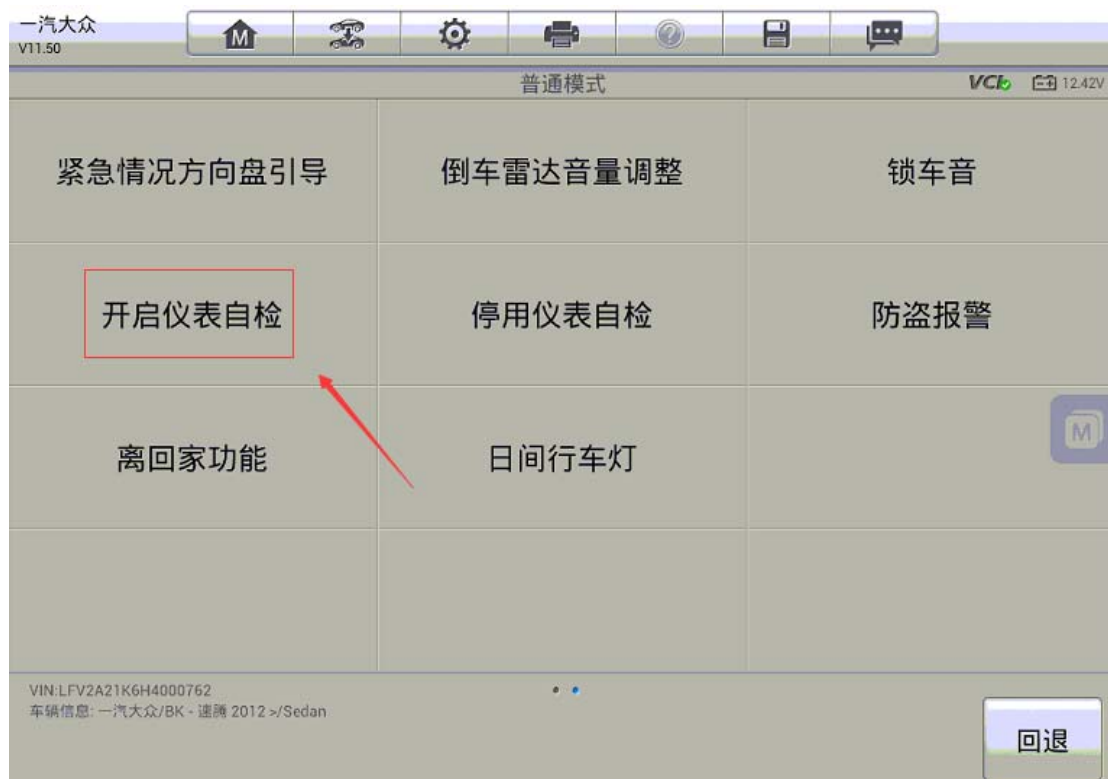 一汽大众
V11.50
M
普通模式
VCI 12.42V
紧急情况方向盘引导
倒车雷达音量调整
锁车音
开启仪表自检
停用仪表自检
防盗报警
离回家功能
日间行车灯
M
VIN:LFV2A21K6H4000762
车辆信息: 一汽大众/BK - 速腾 2012 >/Sedan
回退